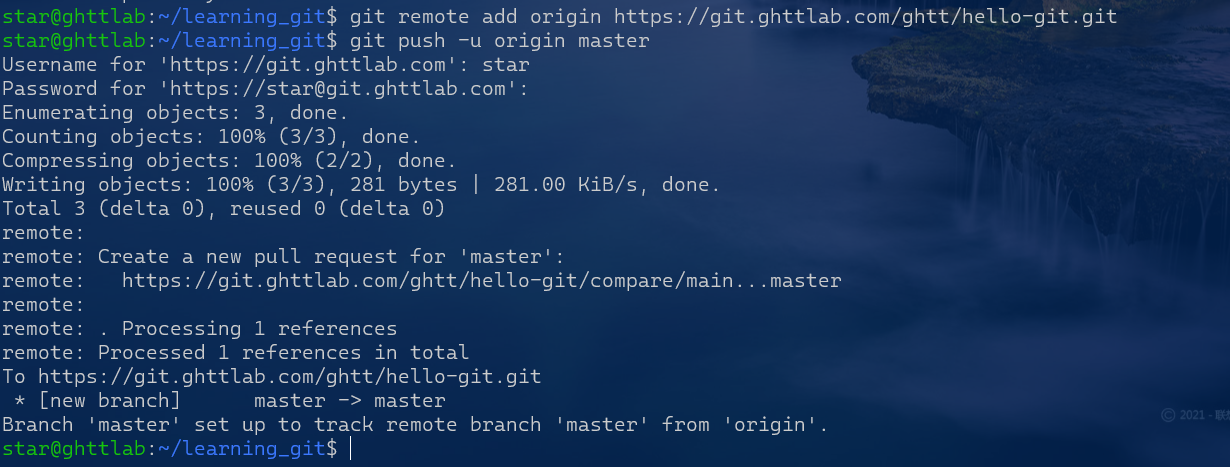 star@ghttlab:~/learning_git$ git remote add origin https://git.ghttlab.com/ghtt/hello-git.git
star@ghttlab:~/learning_git$ git push -u origin master
Username for 'https://git.ghttlab.com': star
Password for 'https://star@git.ghttlab.com':
Enumerating objects: 3, done.
Counting objects: 100% (3/3), done.
Compressing objects: 100% (2/2), done.
Writing objects: 100% (3/3), 281 bytes | 281.00 KiB/s, done.
Total 3 (delta 0), reused 0 (delta 0)
remote:
remote: Create a new pull request for 'master':
remote:   https://git.ghttlab.com/ghtt/hello-git/compare/main...master
remote:
remote: . Processing 1 references
remote: Processed 1 references in total
To https://git.ghttlab.com/ghtt/hello-git.git
 * [new branch]      master -> master
© 2021 -
Branch 'master' set up to track remote branch 'master' from 'origin'.
star@ghttlab:~/learning_git$